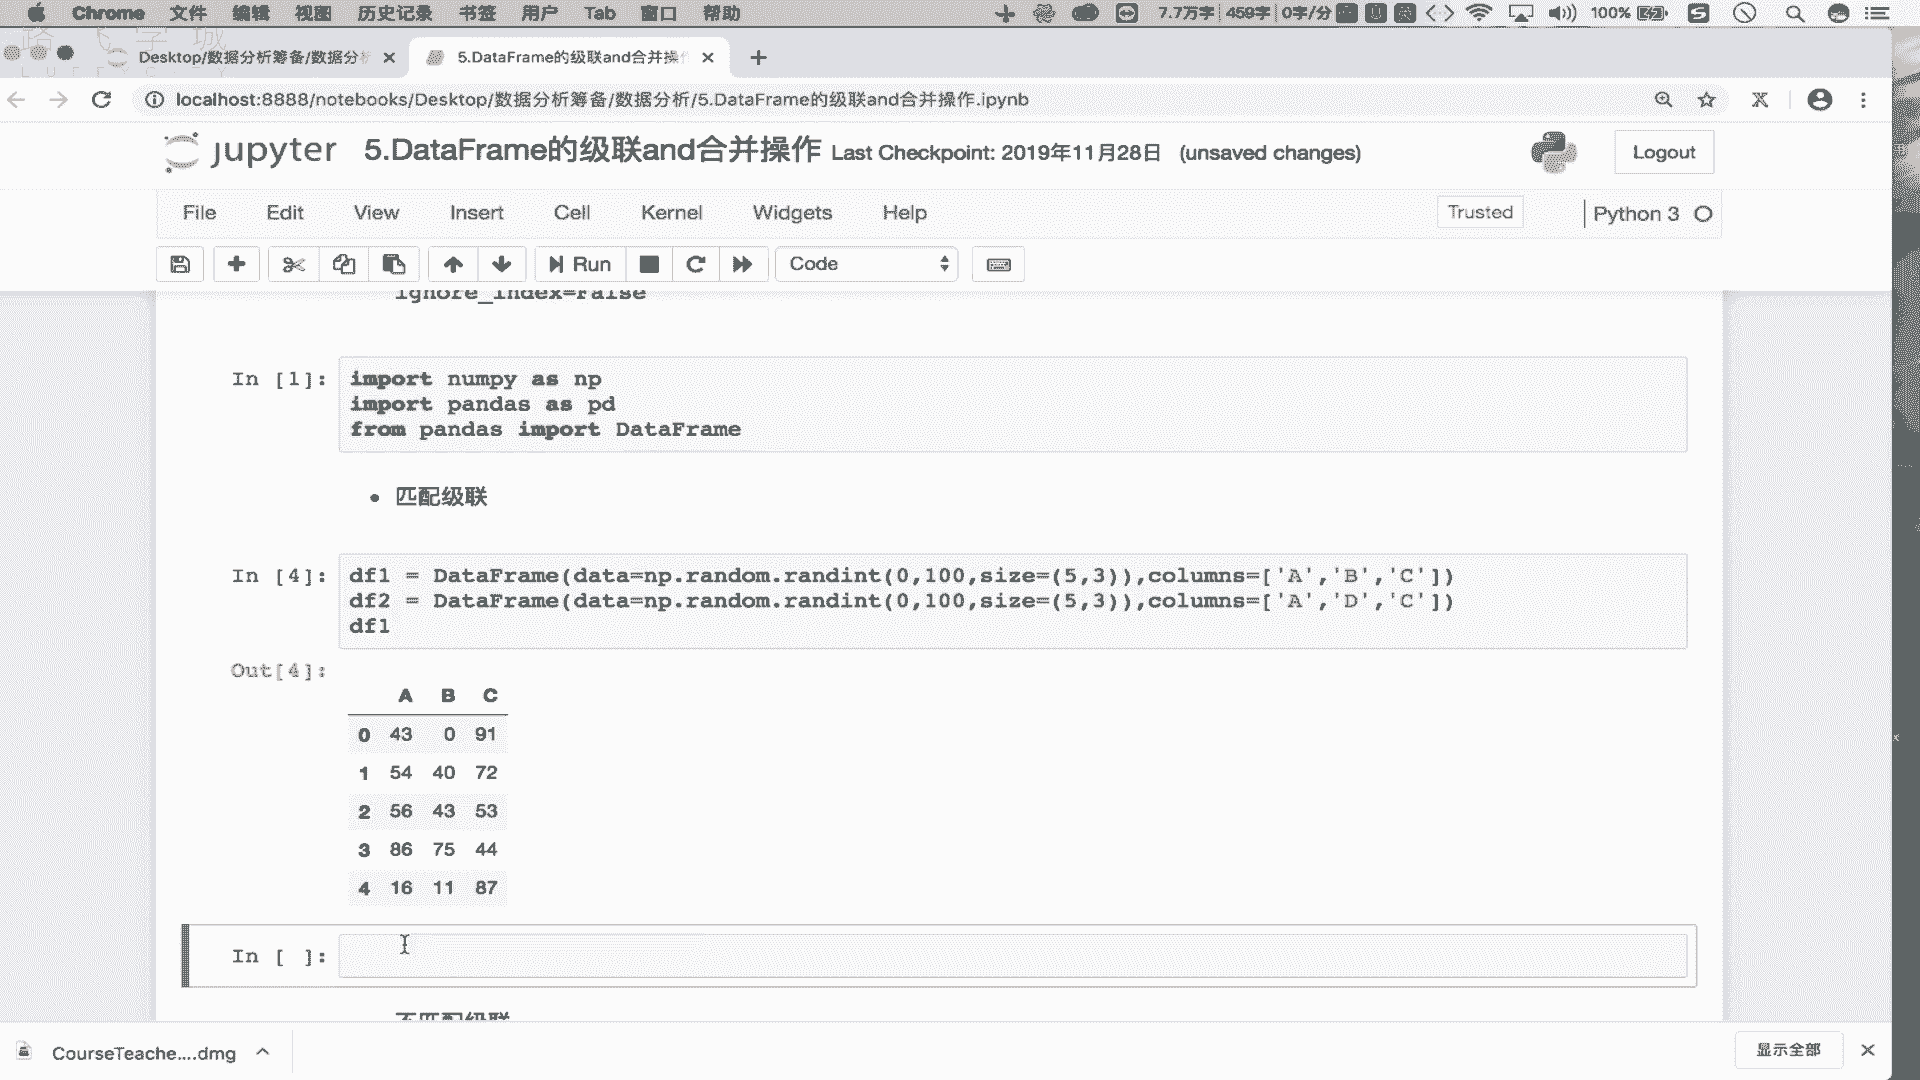 Chrome 文件 编辑 视图 历史记录 书签 用户 Tab 窗口 帮助 7.7万字 459字 0字/分 100%
Desktop/数据分析筹备/数据分析
5.DataFrame的级联and合并操
localhost:8888/notebooks/Desktop/数据分析筹备/数据分析/5.DataFrame的级联and合并操作.ipynb
jupyter 5.DataFrame的级联and合并操作 Last Checkpoint: 2019年11月28日 (unsaved changes)
Logout
File Edit View Insert Cell Kernel Widgets Help
Trusted Python 3
Run Code
ignore_index=False
In [1]: import numpy as np
import pandas as pd
from pandas import DataFrame
• 匹配级联
In [4]: df1 = DataFrame(data=np.random.randint(0,100,size=(5,3)),columns=['A','B','C'])
df2 = DataFrame(data=np.random.randint(0,100,size=(5,3)),columns=['A','D','C'])
df1
Out[4]:
A B C
0 43 0 91
1 54 40 72
2 56 43 53
3 86 75 44
4 16 11 87
In [ ]:
不匹配级联
CourseTeache....dmg
显示全部